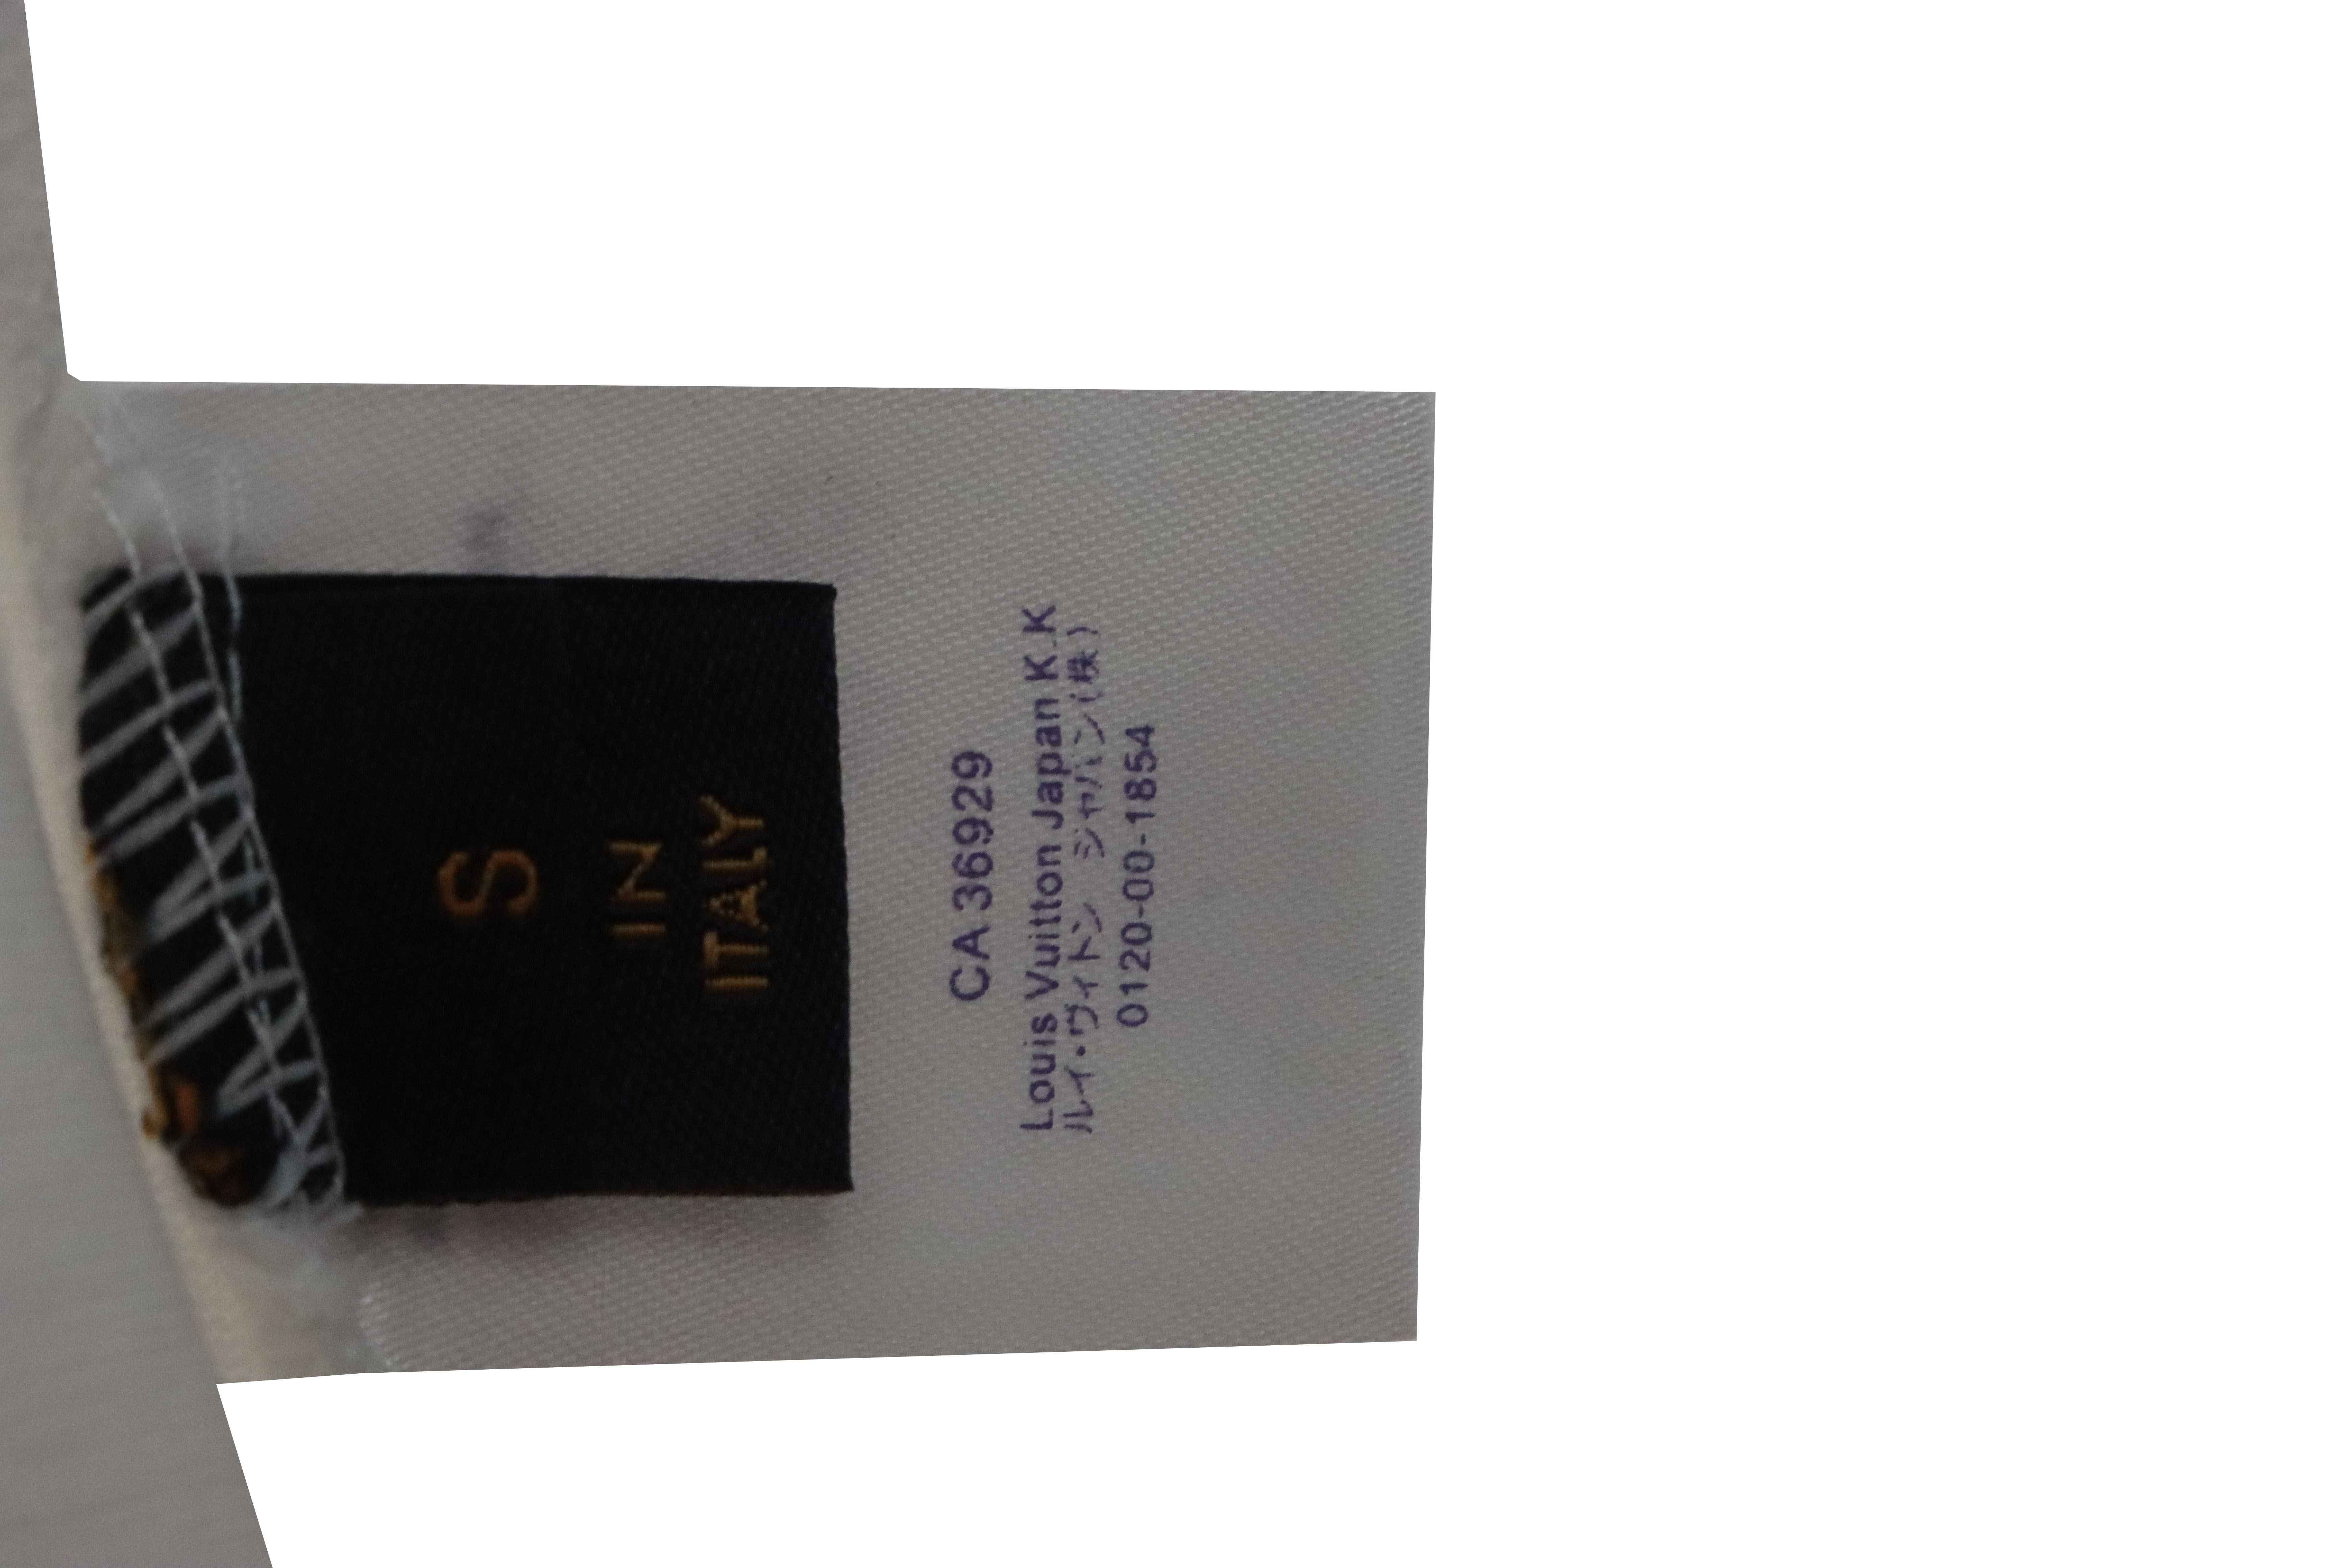 S
IN
ITALY
CA 36929
Louis Vuitton Japan K.K
ルイ・ヴィトン ジャパン(株)
0120-00-1854